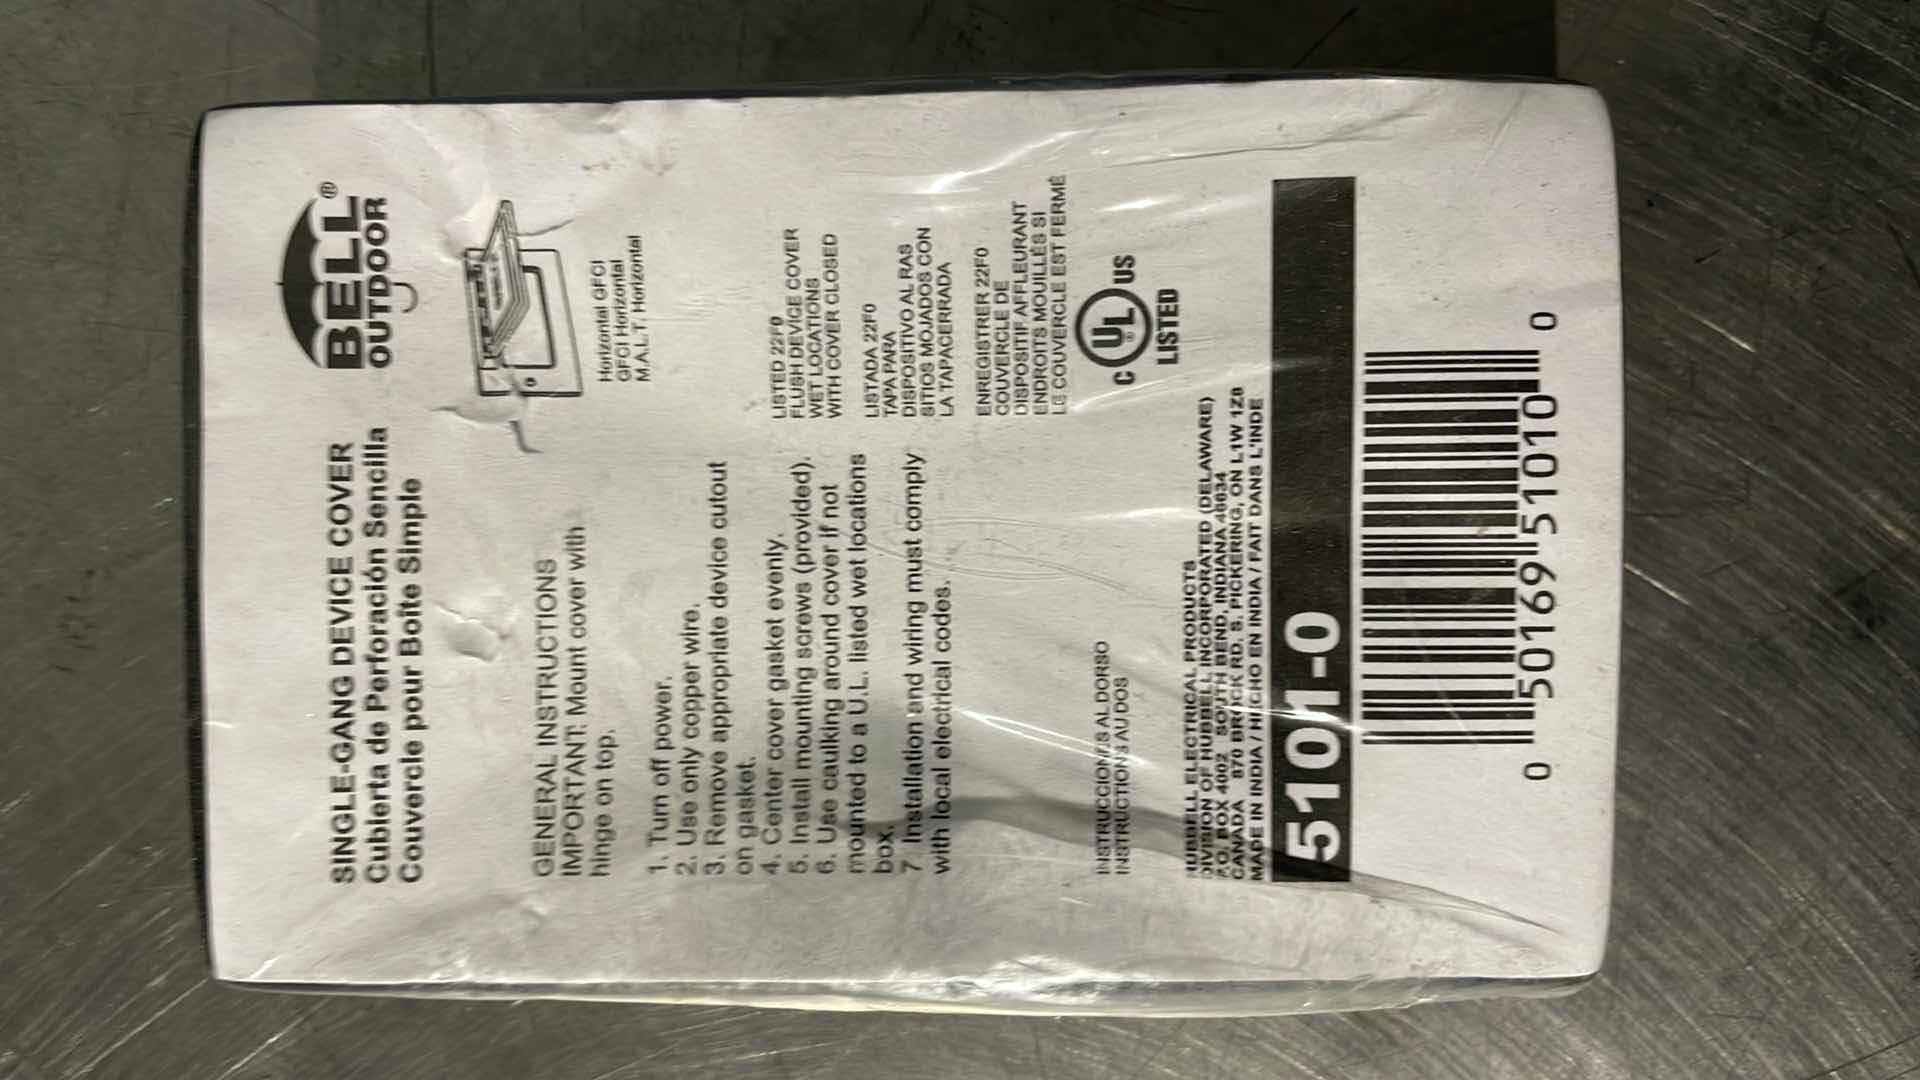 BELL®
OUTDOOR
SINGLE-GANG DEVICE COVER
Cubierta de Perforación Sencilla
Couvercle pour Boîte Simple
Horizontal GFCI
GFCI Horizontal
M.A.L.T. Horizontal
GENERAL INSTRUCTIONS
IMPORTANT: Mount cover with
hinge on top.
1. Turn off power.
2. Use only copper wire.
3. Remove appropriate device cutout
on gasket.
4. Center cover gasket evenly.
5. Install mounting screws (provided).
6. Use caulking around cover if not
mounted to a U.L. listed wet locations
box.
7 Installation and wiring must comply
with local electrical codes.
LISTED 22F0
FLUSH DEVICE COVER
WET LOCATIONS
WITH COVER CLOSED
LISTADA 22F0
TAPA PARA
DISPOSITIVO AL RAS
SITIOS MOJADOS CON
LA TAPACERRADA
ENREGISTRER 22F0
COUVERCLE DE
DISPOSITIF AFFLEURANT
ENDROITS MOUILLÉS SI
LE COUVERCLE EST FERMÉ
C UL® US
LISTED
INSTRUCCIONES AL DORSO
INSTRUCTIONS AU DOS
HUBBELL ELECTRICAL PRODUCTS
DIVISION OF HUBBELL INCORPORATED (DELAWARE)
P.O. BOX 4002 SOUTH BEND, INDIANA 46634
CANADA 870 BROCK RD. S. PICKERING, ON L1W 1Z8
MADE IN INDIA / HECHO EN INDIA / FAIT DANS L'INDE
5101-0
0 50169 51010 0